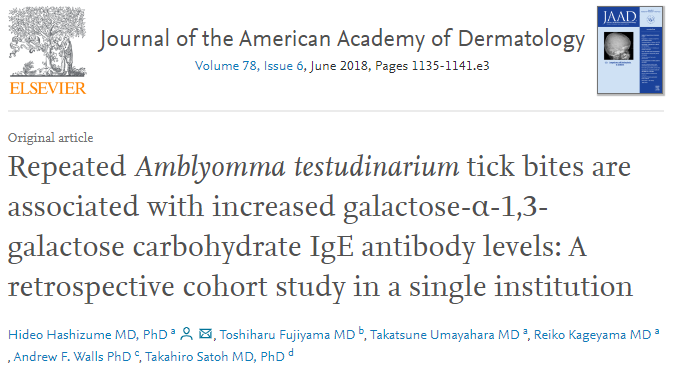 Journal of the American Academy of Dermatology
JAAD
Volume 78, Issue 6, June 2018, Pages 1135-1141.e3
ELSEVIER
Original article
Repeated Amblyomma testudinarium tick bites are
associated with increased galactose-α-1,3-
galactose carbohydrate IgE antibody levels: A
retrospective cohort study in a single institution
Hideo Hashizume MD, PhD a, Toshiharu Fujiyama MD b, Takatsune Umayahara MD a, Reiko Kageyama MD a
, Andrew F. Walls PhD c, Takahiro Satoh MD, PhD d